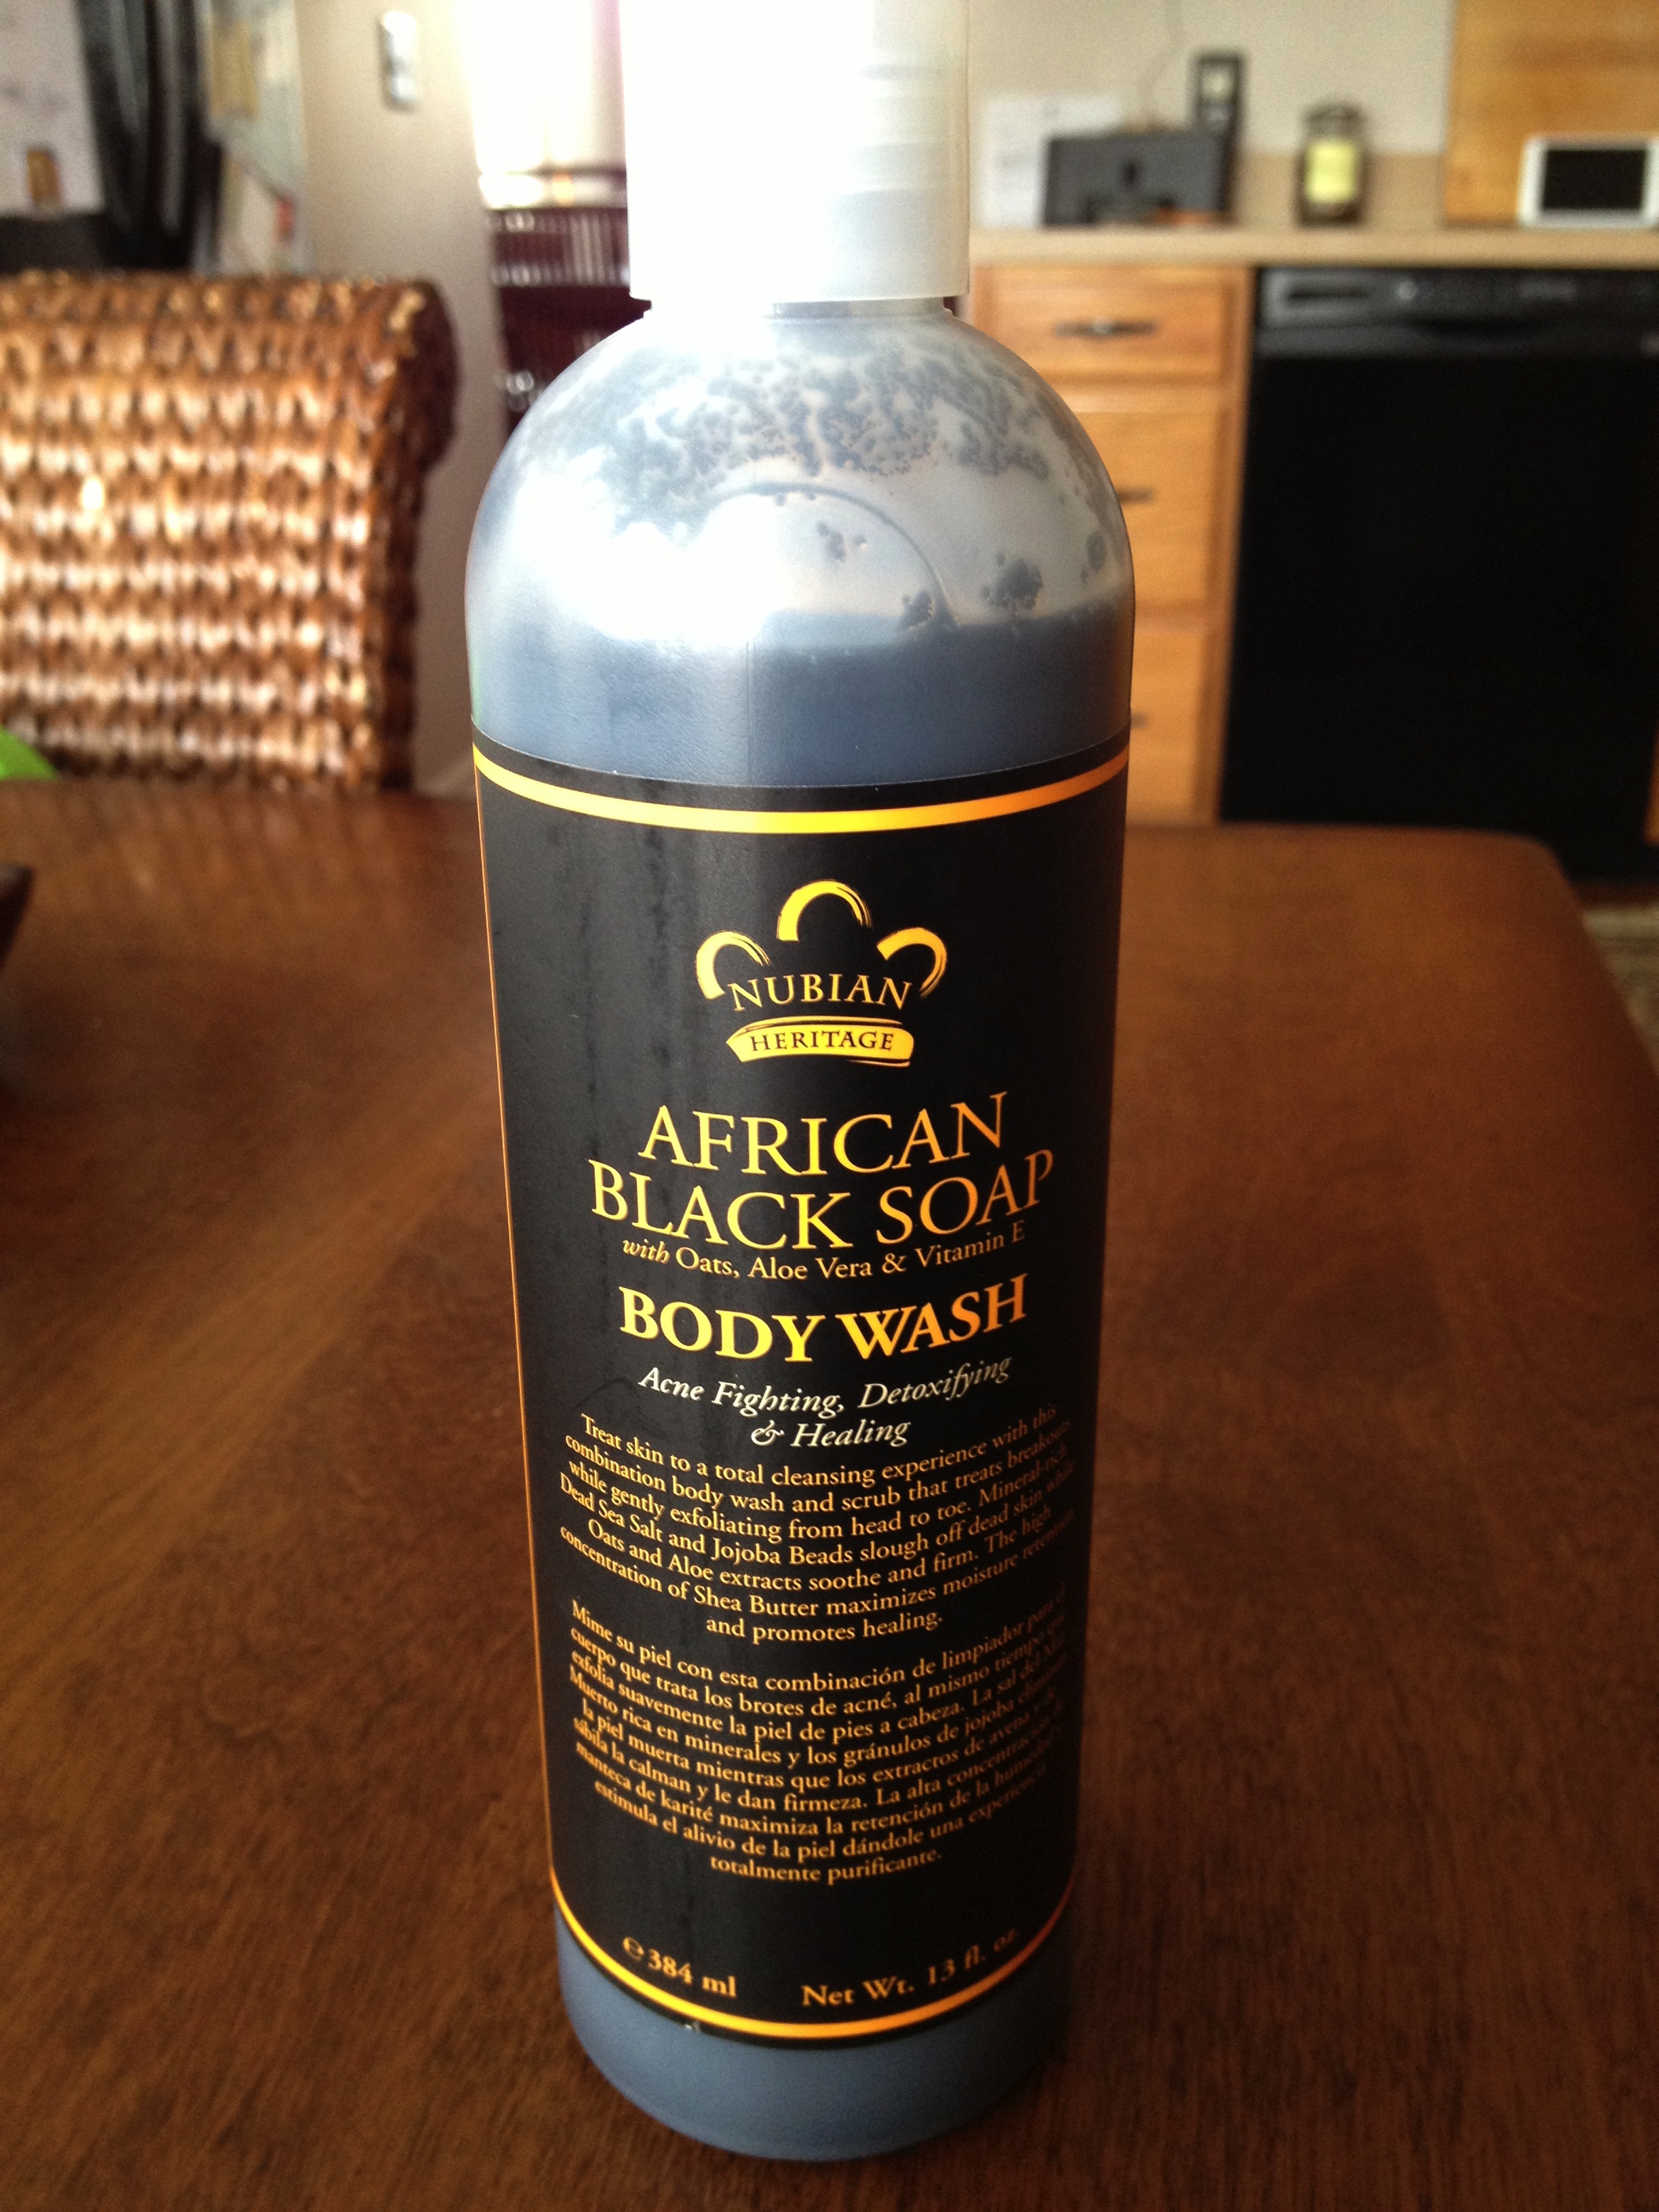 NUBIAN
HERITAGE
AFRICAN
BLACK SOAP
with Oats, Aloe Vera & Vitamin E
BODY WASH
Acne Fighting, Detoxifying
& Healing
Treat skin to a total cleansing experience with this
combination body wash and scrub that treats breakouts
while gently exfoliating from head to toe. Mineral-rich
Dead Sea Salt and Jojoba Beads slough off dead skin while
Oats and Aloe extracts soothe and firm. The high
concentration of Shea Butter maximizes moisture retention
and promotes healing.
Mime su piel con esta combinación de limpiador para el
cuerpo que trata los brotes de acné, al mismo tiempo que
exfolia suavemente la piel de pies a cabeza. La sal del Mar
Muerto rica en minerales y los gránulos de jojoba
la piel muerta mientras que los extractos de avena y de
sábila la calman y le dan firmeza. La alta concentración de
manteca de karité maximiza la retención de la humedad y
estimula el alivio de la piel dándole una experiencia
totalmente purificante.
℮ 384 ml Net Wt. 13 fl. oz.